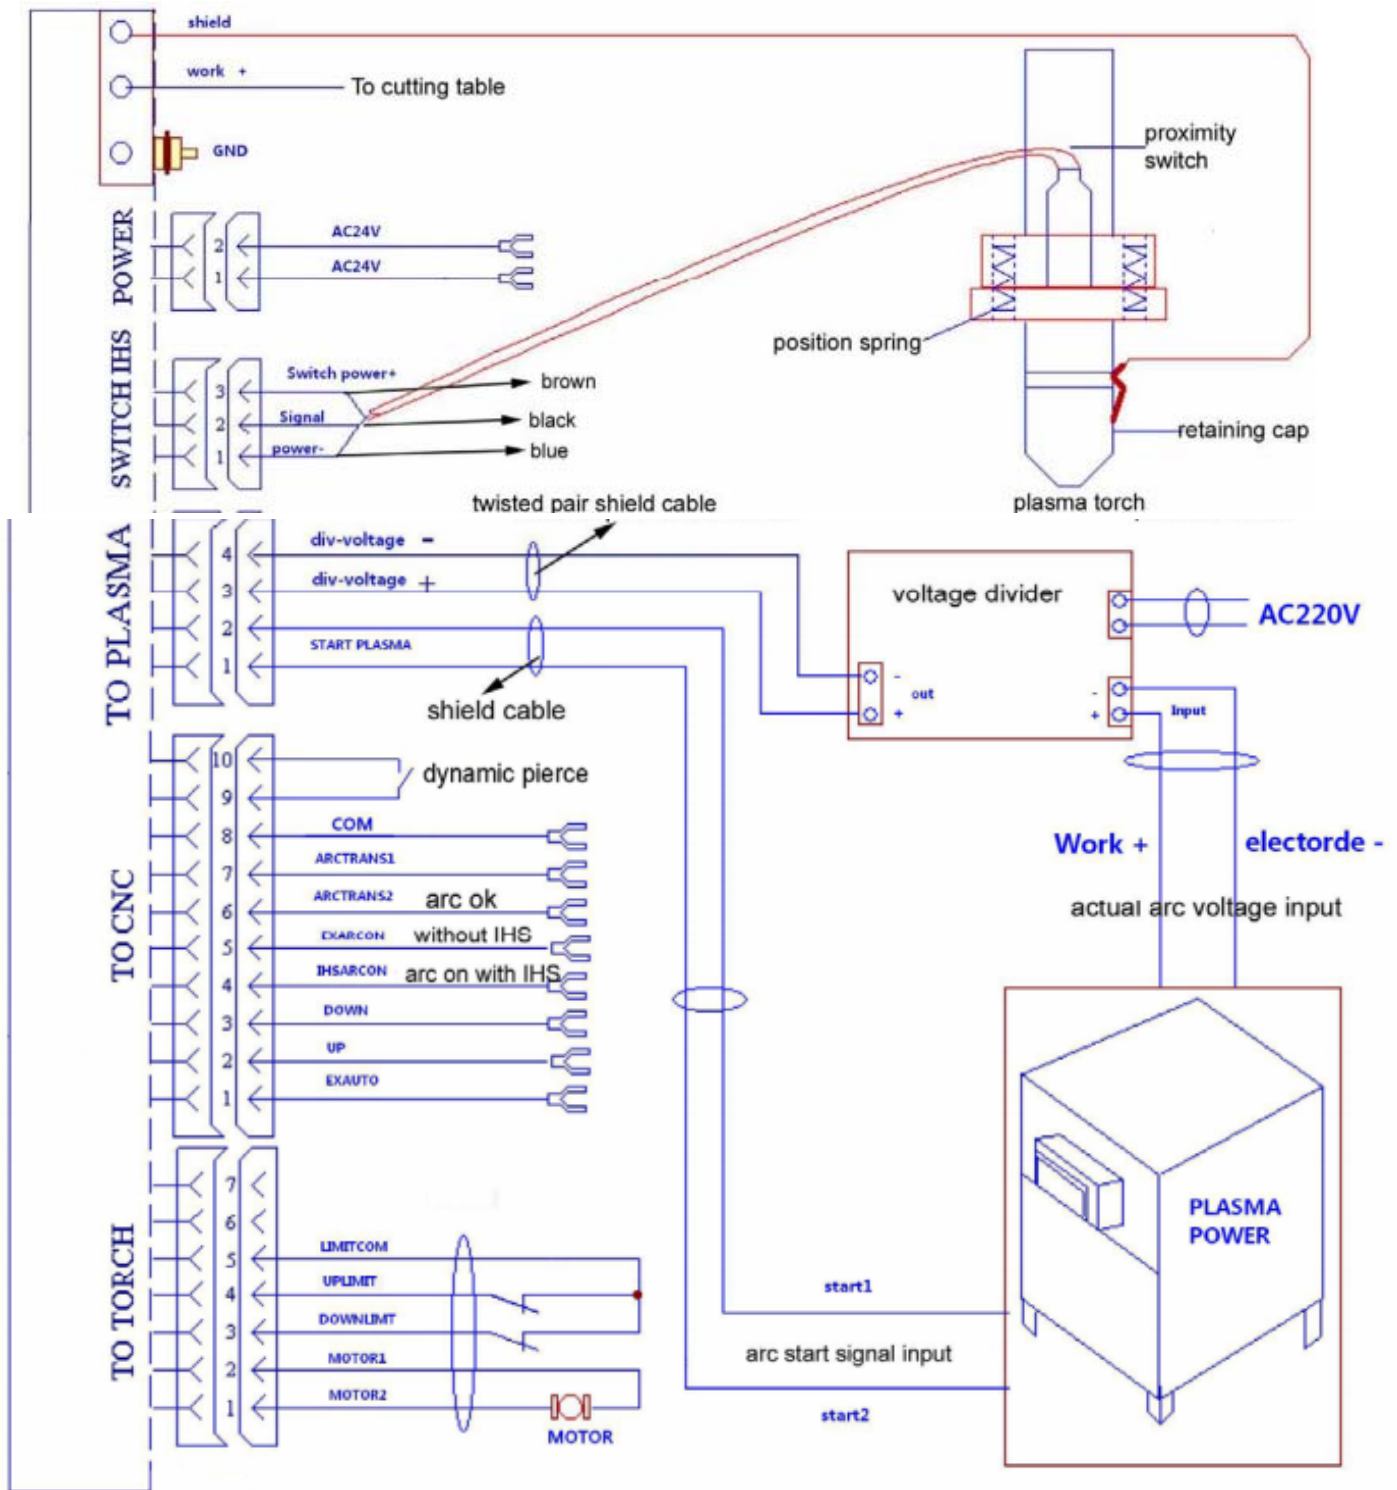 shield
work +
To cutting table
GND
proximity
switch
POWER
2
AC24V
1
AC24V
position spring
SWITCH IHS
3
Switch power+
brown
2
Signal
black
1
power-
blue
retaining cap
twisted pair shield cable
plasma torch
TO PLASMA
4
div-voltage -
3
div-voltage +
2
START PLASMA
1
shield cable
voltage divider
AC220V
-
out
+
-
Input
+
Work +
electorde -
actual arc voltage input
TO CNC
10
dynamic pierce
9
8
COM
7
ARCTRANS1
6
ARCTRANS2
arc ok
5
EXARCON
without IHS
4
IHSARCON
arc on with IHS
3
DOWN
2
UP
1
EXAUTO
PLASMA
POWER
TO TORCH
7
6
5
LIMITCOM
4
UPLIMIT
3
DOWNLIMT
2
MOTOR1
1
MOTOR2
MOTOR
start1
arc start signal input
start2